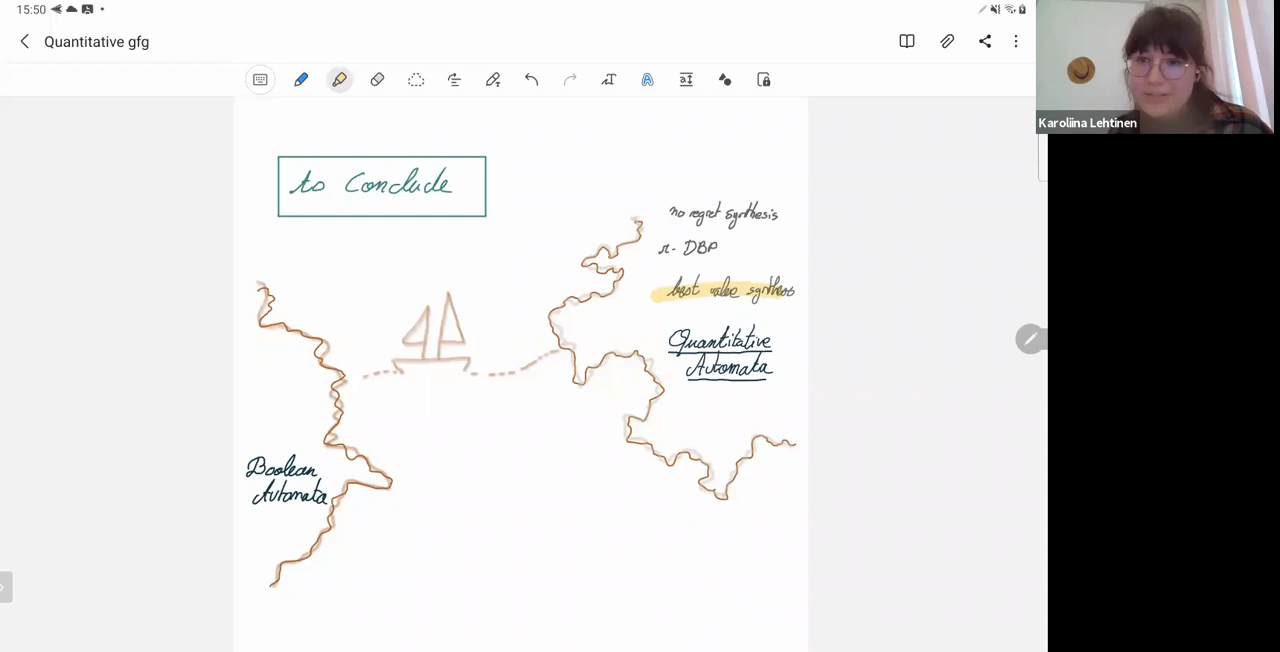 15:50
Quantitative gfg
Karoliina Lehtinen
to Conclude
no regret synthesis
r- DBP
best value synthesis
Quantitative
Automata
Boolean
Automata